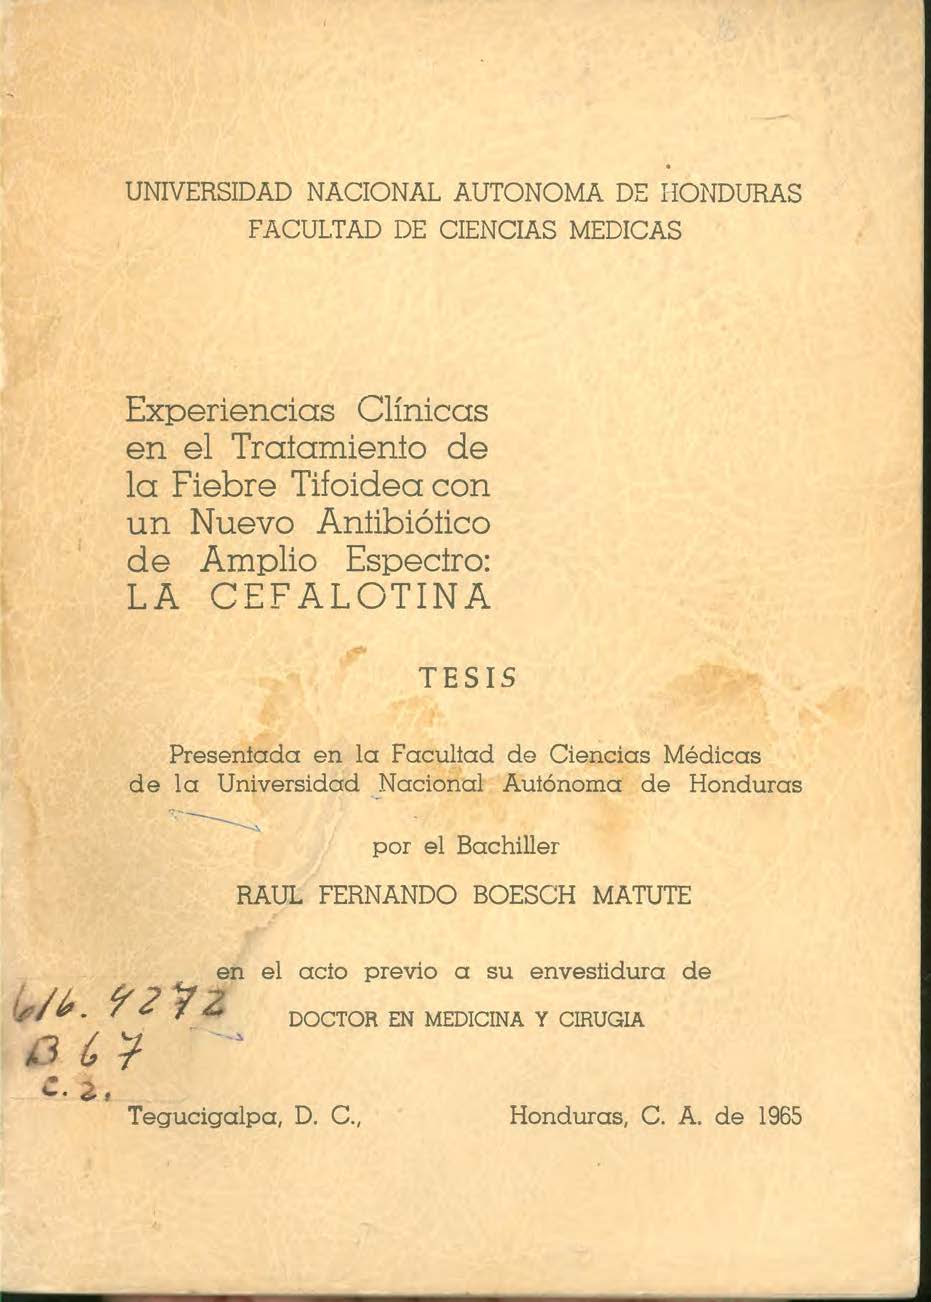 UNIVERSIDAD NACIONAL AUTONOMA DE HONDURAS
FACULTAD DE CIENCIAS MEDICAS
Experiencias Clínicas
en el Tratamiento de
la Fiebre Tifoidea con
un Nuevo Antibiótico
de Amplio Espectro:
LA CEFALOTINA
TESIS
Presentada en la Facultad de Ciencias Médicas
de la Universidad Nacional Autónoma de Honduras
por el Bachiller
RAUL FERNANDO BOESCH MATUTE
en el acto previo a su envestidura de
DOCTOR EN MEDICINA Y CIRUGIA
616.9272
B67
C.2.
Tegucigalpa, D. C., Honduras, C. A. de 1965